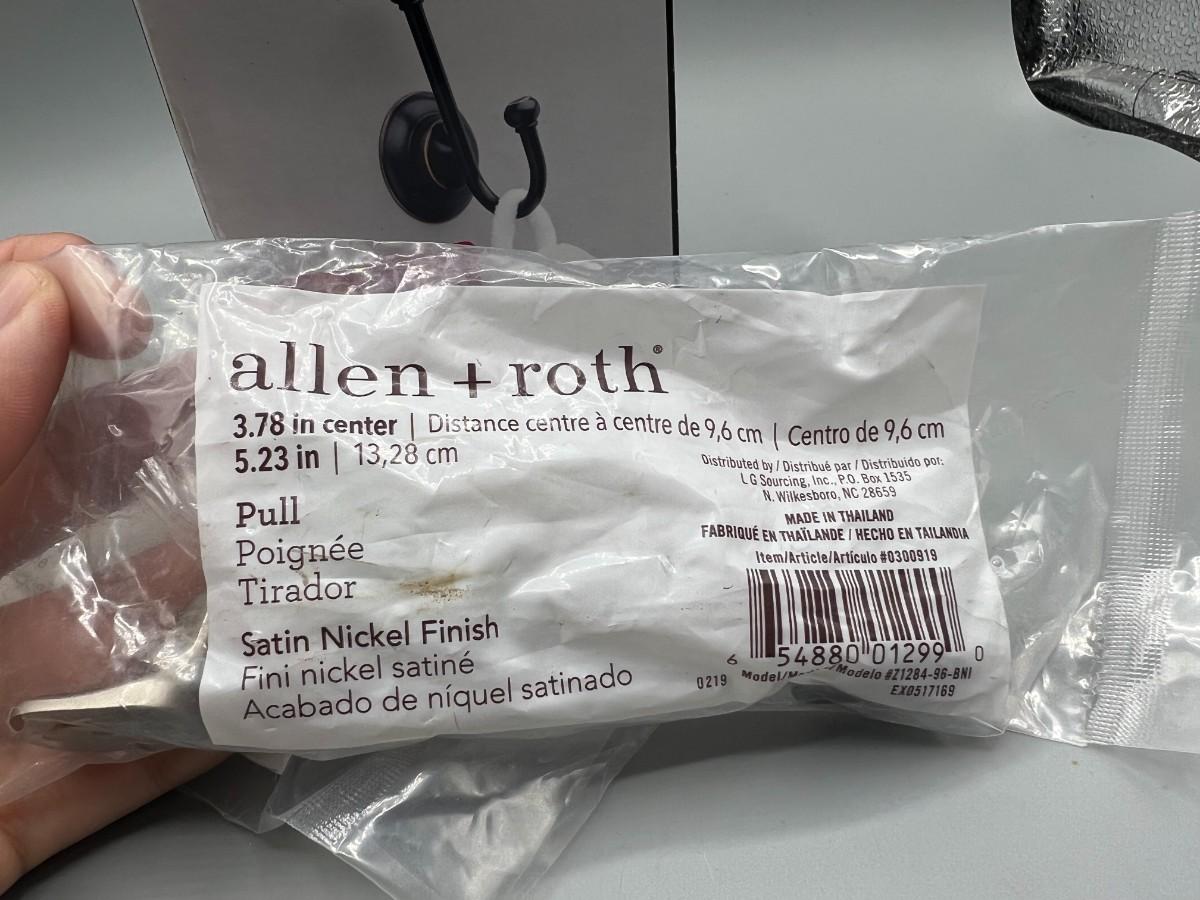 allen + roth®
3.78 in center | Distance centre à centre de 9,6 cm | Centro de 9,6 cm
5.23 in | 13,28 cm
Distributed by / Distribué par / Distribuido por:
L G Sourcing, Inc., P.O. Box 1535
N. Wilkesboro, NC 28659
MADE IN THAILAND
FABRIQUÉ EN THAÏLANDE / HECHO EN TAILANDIA
Item/Article/Artículo #0300919
Pull
Poignée
Tirador
Satin Nickel Finish
Fini nickel satiné
Acabado de níquel satinado
6 54880 01299 0
0219 Model/ /Modelo #Z1284-96-BNI
EX0517169